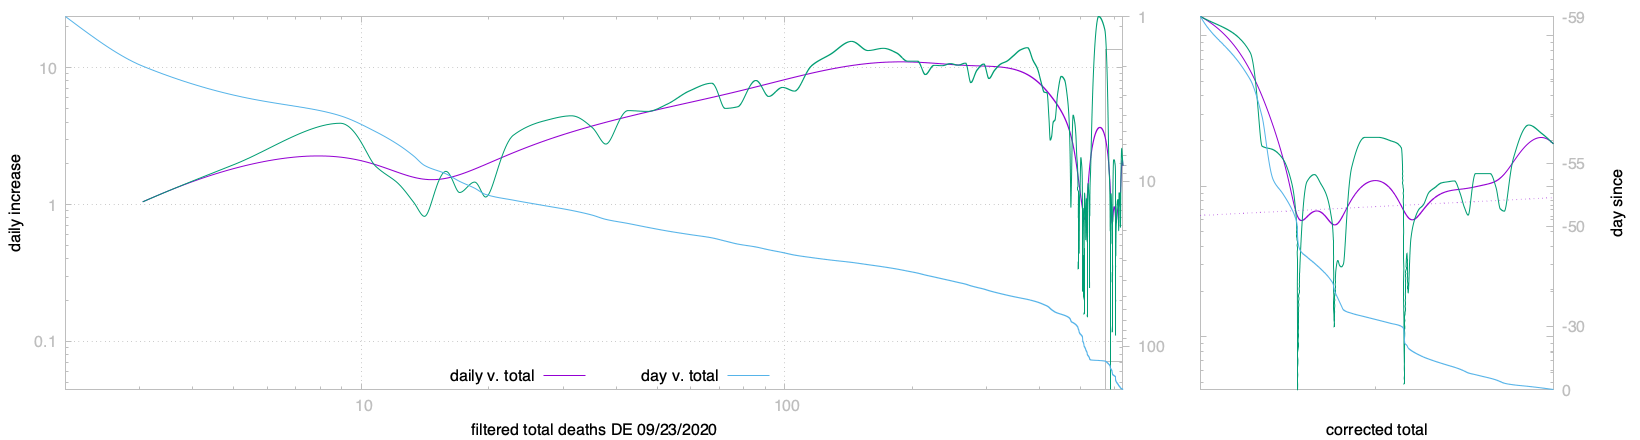 daily increase
10
1
0.1
daily v. total
day v. total
10
100
filtered total deaths DE 09/23/2020
1
10
100
-59
-55
-50
-30
0
day since
corrected total